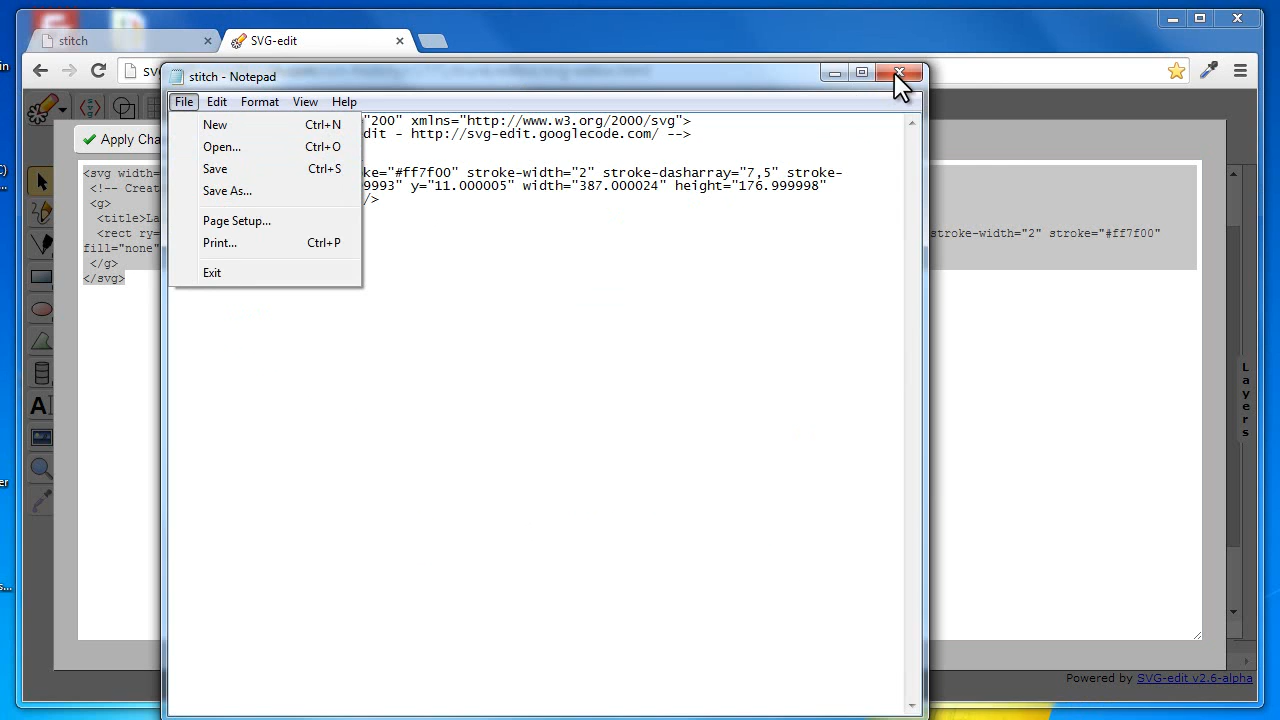 in
stitch
SVG-edit
stitch - Notepad
File Edit Format View Help
New Ctrl+N
Open... Ctrl+O
Save Ctrl+S
Save As...
Page Setup...
Print... Ctrl+P
Exit
"200" xmlns="http://www.w3.org/2000/svg">
dit - http://svg-edit.googlecode.com/ -->
ke="#ff7f00" stroke-width="2" stroke-dasharray="7,5" stroke-
9993" y="11.000005" width="387.000024" height="176.999998"
/>
Apply Cha
<svg width=
<!-- Creat
<g>
<title>La
<rect ry=
stroke-width="2" stroke="#ff7f00"
fill="none"
</g>
</svg>
Layers
Powered by SVG-edit v2.6-alpha